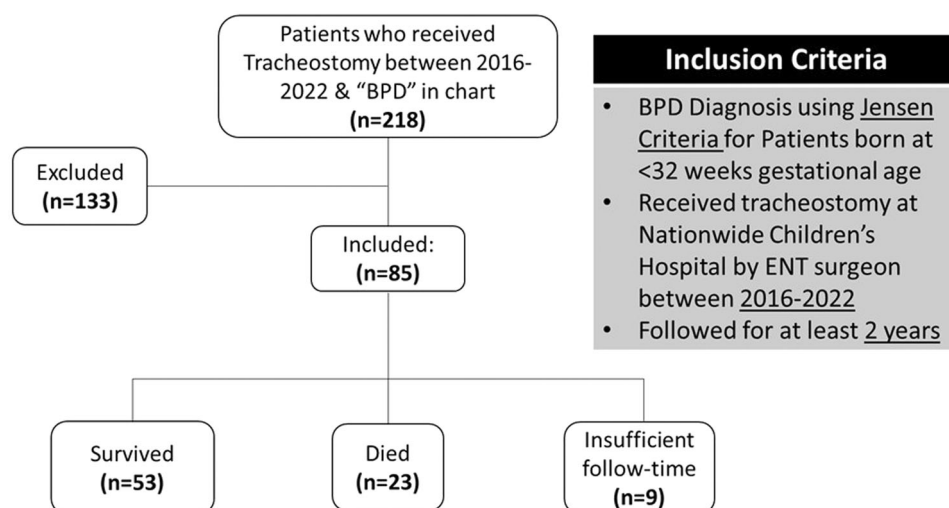 Patients who received
Tracheostomy between 2016-
2022 & “BPD” in chart
(n=218)
Excluded
(n=133)
Included:
(n=85)
Survived
(n=53)
Died
(n=23)
Insufficient
follow-time
(n=9)
Inclusion Criteria
• BPD Diagnosis using Jensen
Criteria for Patients born at
<32 weeks gestational age
• Received tracheostomy at
Nationwide Children’s
Hospital by ENT surgeon
between 2016-2022
• Followed for at least 2 years